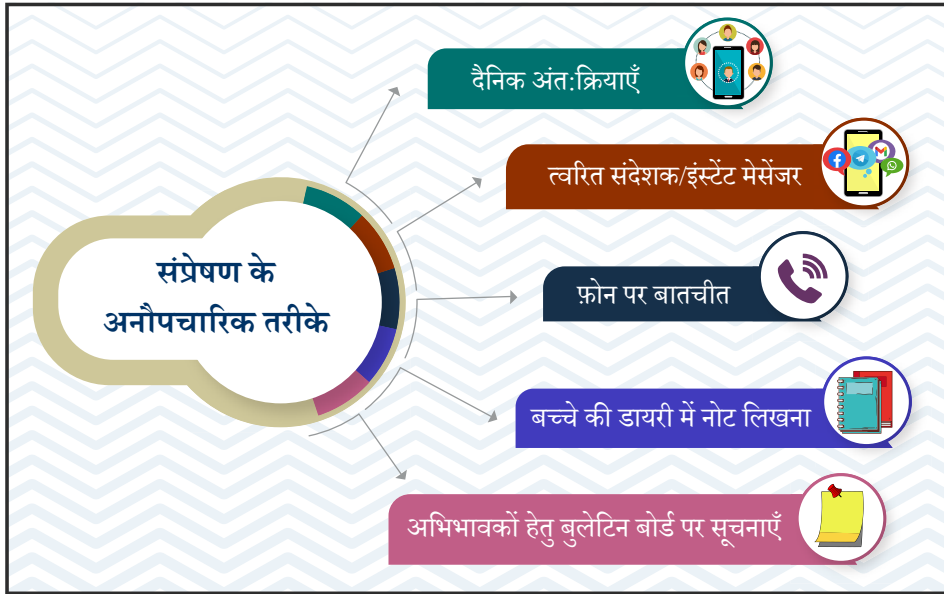 संप्रेषण के
अनौपचारिक तरीके
दैनिक अंत:क्रियाएँ
त्वरित संदेशक/इंस्टेंट मेसेंजर
फ़ोन पर बातचीत
बच्चे की डायरी में नोट लिखना
अभिभावकों हेतु बुलेटिन बोर्ड पर सूचनाएँ